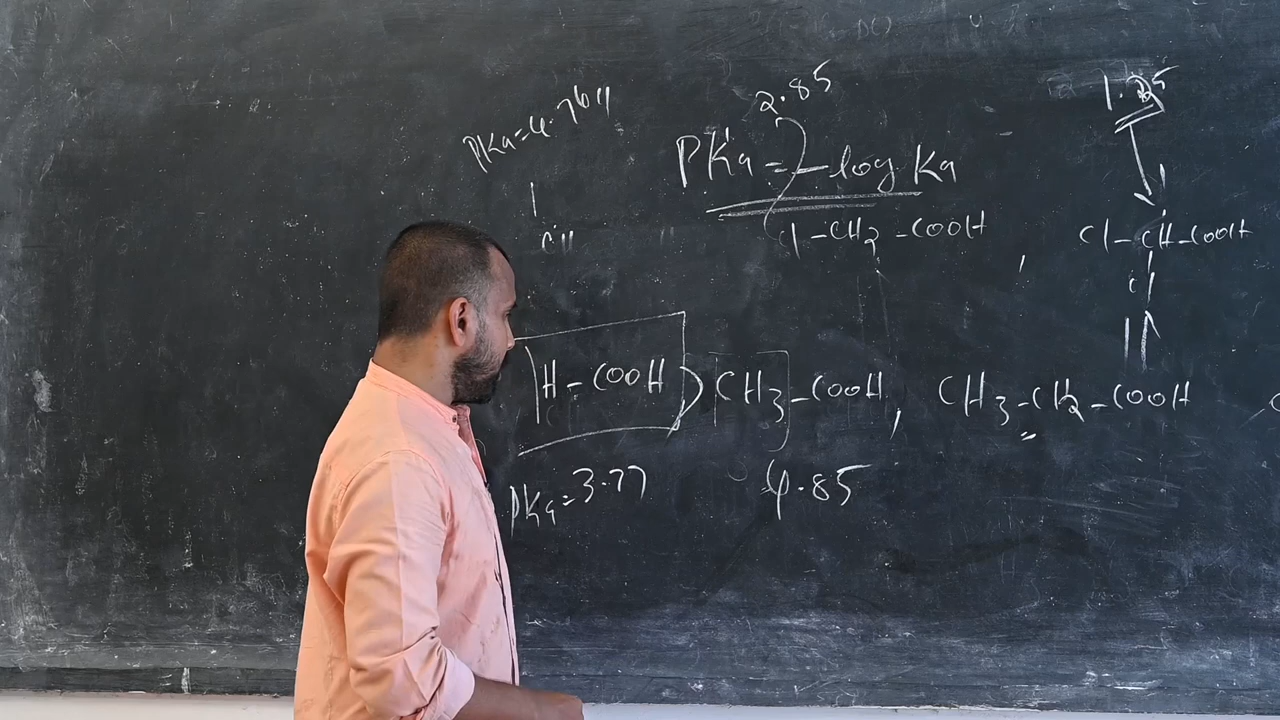 PKa=4.764
2.85
1.25
PKa = -log Ka
Cl-CH2-COOH
Cl-CH-COOH
Cl
H-COOH > CH3-COOH, CH3-CH2-COOH
PKa=3.77
4.85